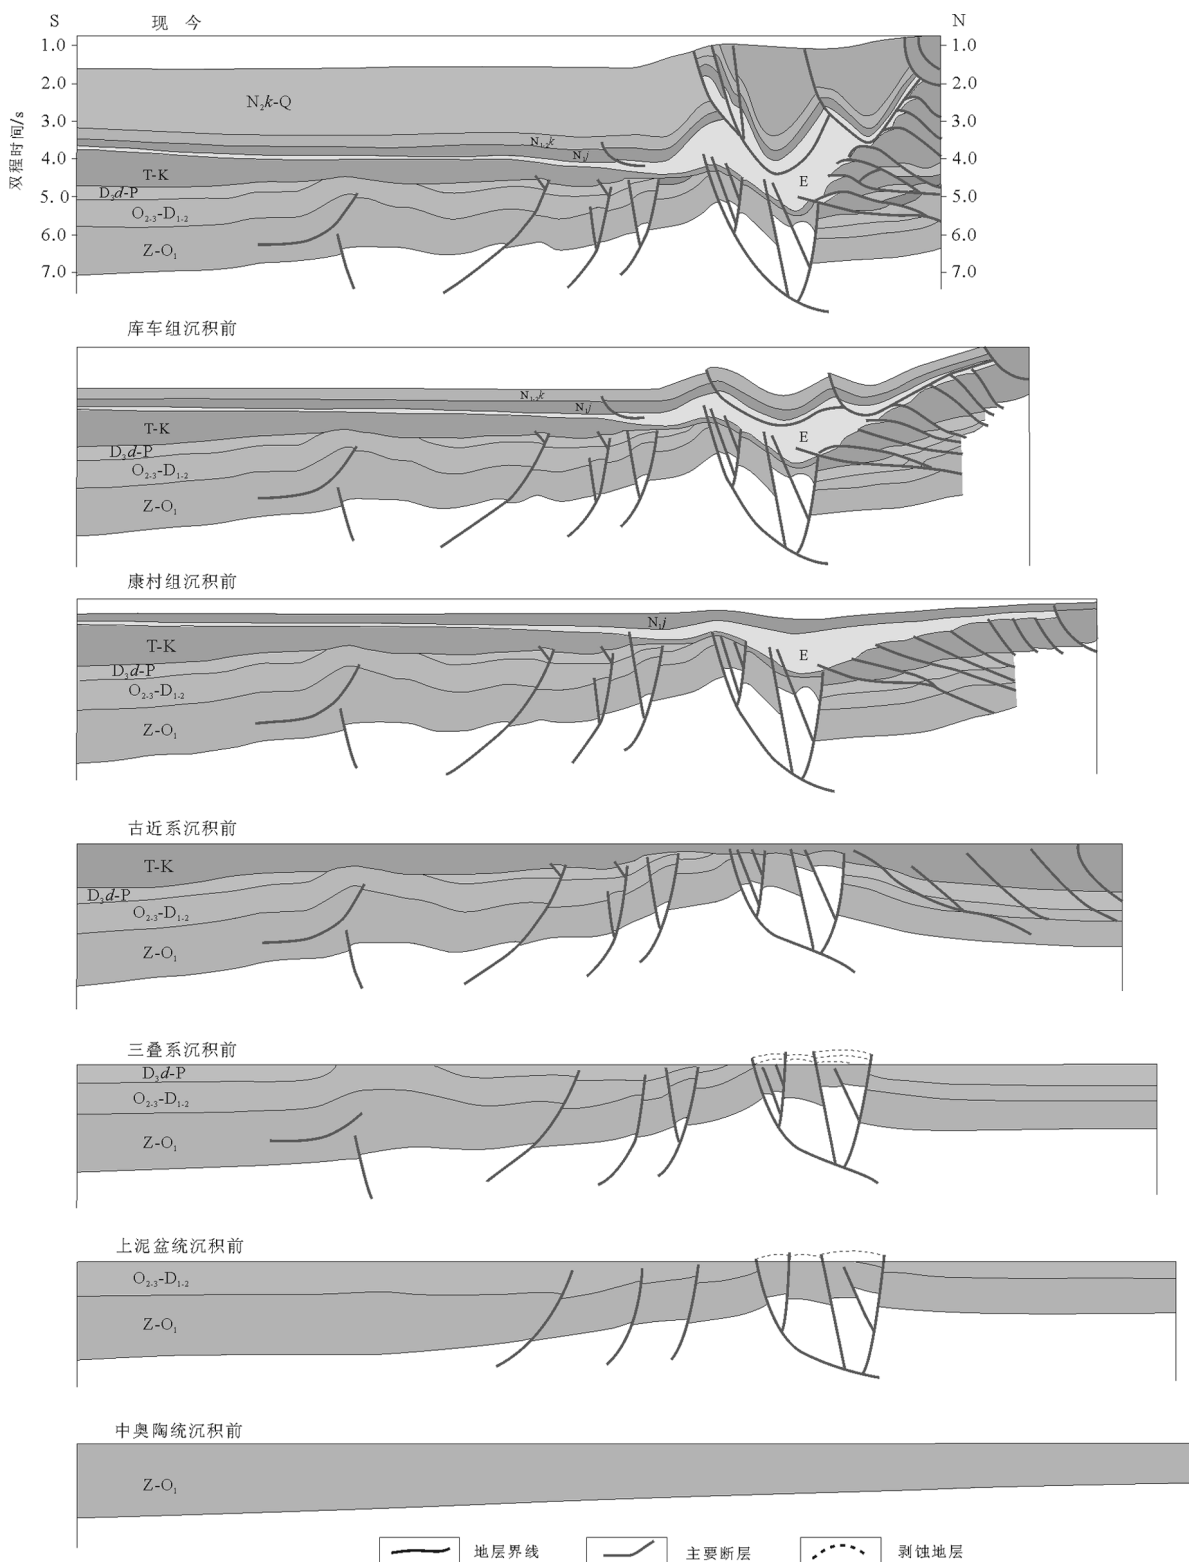 S 现 今 N
1.0 1.0
2.0 2.0
3.0 3.0
4.0 4.0
5.0 5.0
6.0 6.0
7.0 7.0
双程时间/s
N₂k-Q
N₁₋₂k
N₁j
T-K
E
D₃d-P
O₂₋₃-D₁₋₂
Z-O₁
库车组沉积前
N₁₋₂k
N₁j
T-K
E
D₃d-P
O₂₋₃-D₁₋₂
Z-O₁
康村组沉积前
N₁j
T-K
E
D₃d-P
O₂₋₃-D₁₋₂
Z-O₁
古近系沉积前
T-K
D₃d-P
O₂₋₃-D₁₋₂
Z-O₁
三叠系沉积前
D₃d-P
O₂₋₃-D₁₋₂
Z-O₁
上泥盆统沉积前
O₂₋₃-D₁₋₂
Z-O₁
中奥陶统沉积前
Z-O₁
地层界线 主要断层 剥蚀地层